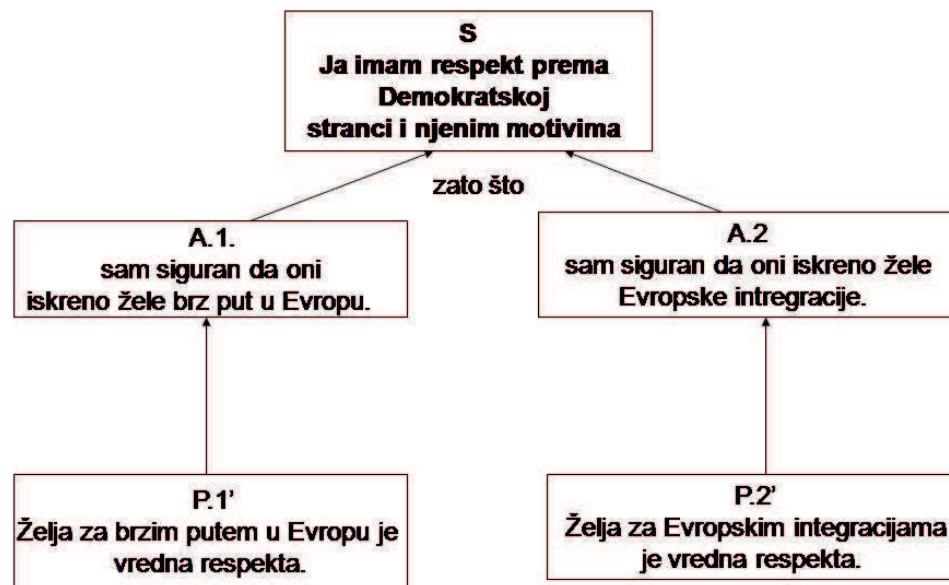 S
Ja imam respekt prema
Demokratskoj
stranci i njenim motivima
zato što
A.1.
sam siguran da oni
iskreno žele brz put u Evropu.
A.2
sam siguran da oni iskreno žele
Evropske intregracije.
P.1’
Želja za brzim putem u Evropu je
vredna respekta.
P.2’
Želja za Evropskim integracijama
je vredna respekta.